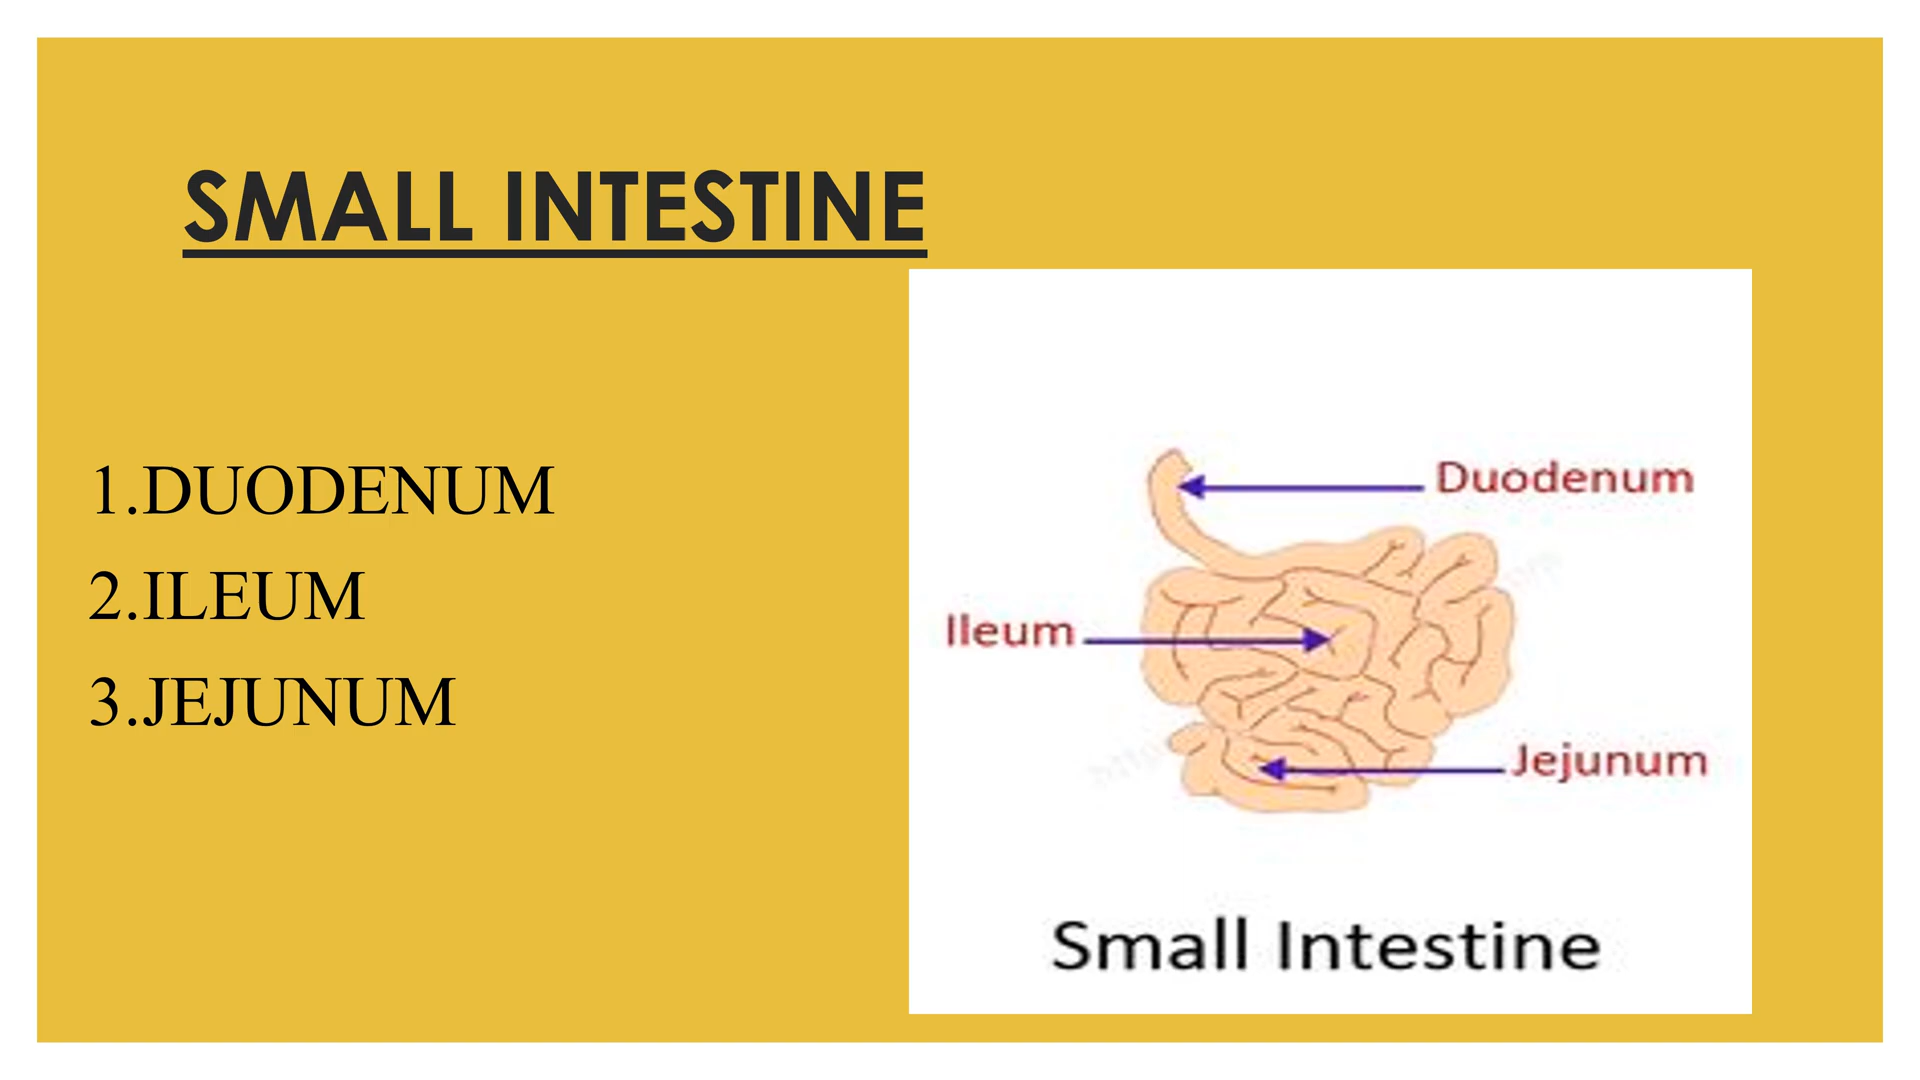 SMALL INTESTINE
1.DUODENUM
2.ILEUM
3.JEJUNUM
Duodenum
Ileum
Jejunum
Small Intestine